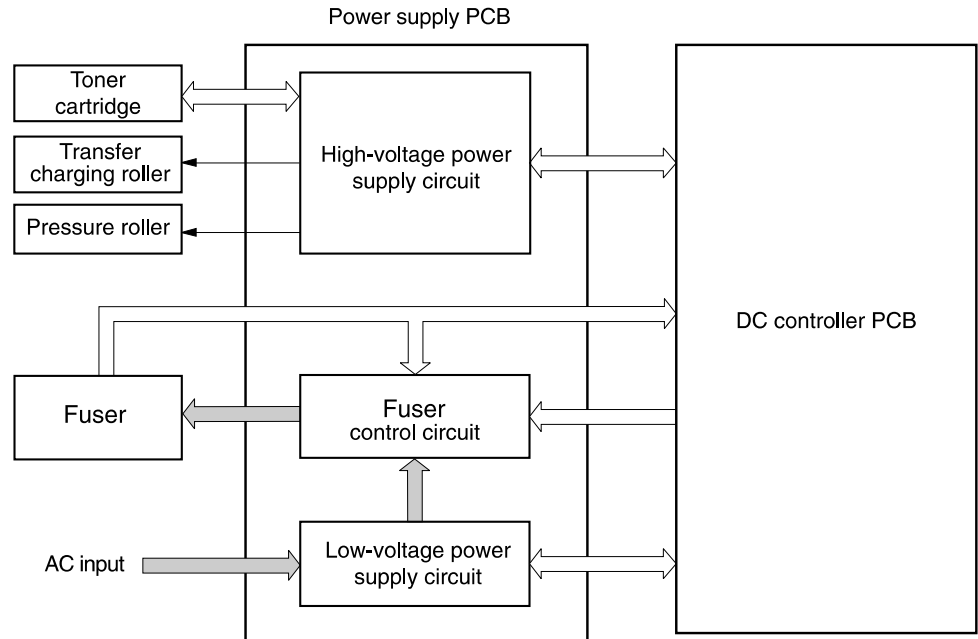 Power supply PCB
Toner
cartridge
Transfer
charging roller
Pressure roller
High-voltage power
supply circuit
DC controller PCB
Fuser
Fuser
control circuit
AC input
Low-voltage power
supply circuit